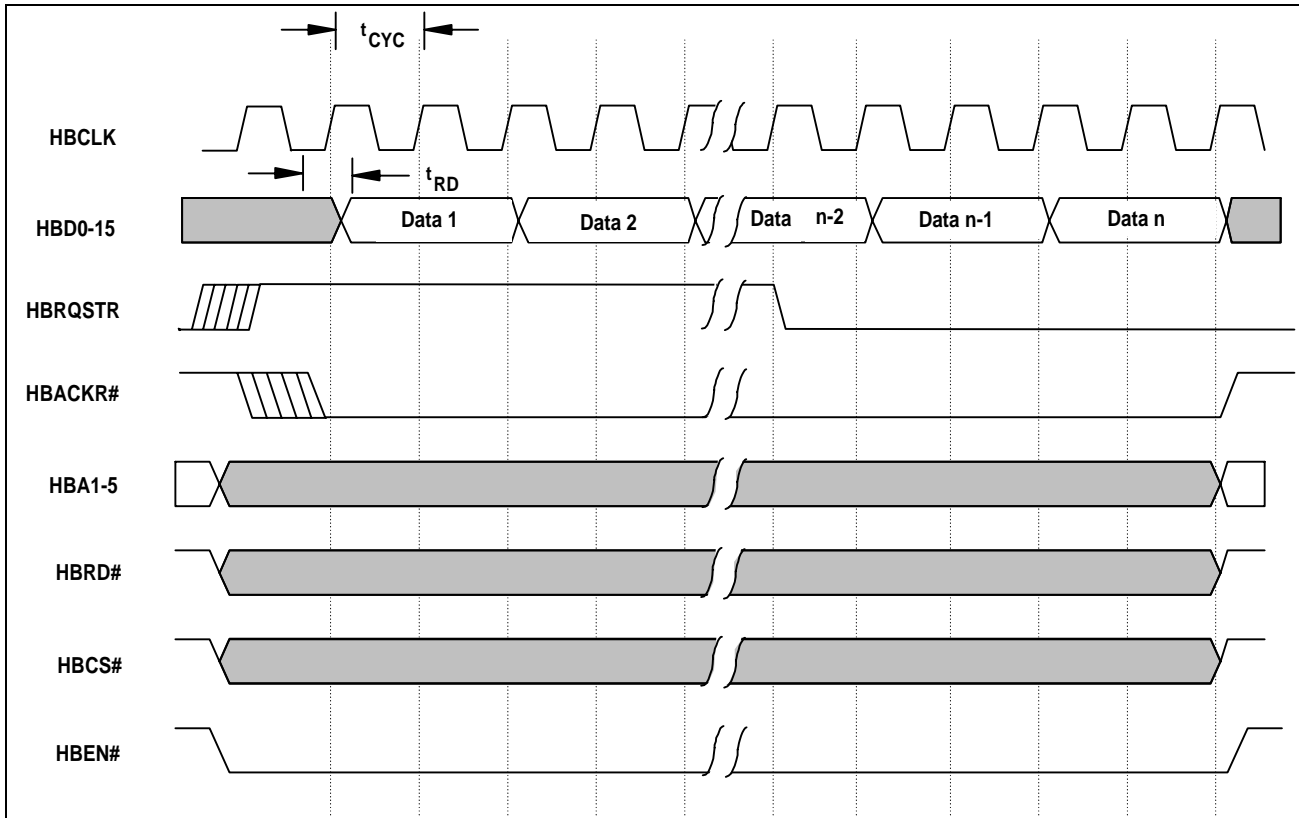 tCYC
HBCLK
tRD
HBD0-15 Data 1 Data 2 Data n-2 Data n-1 Data n
HBRQSTR
HBACKR#
HBA1-5
HBRD#
HBCS#
HBEN#